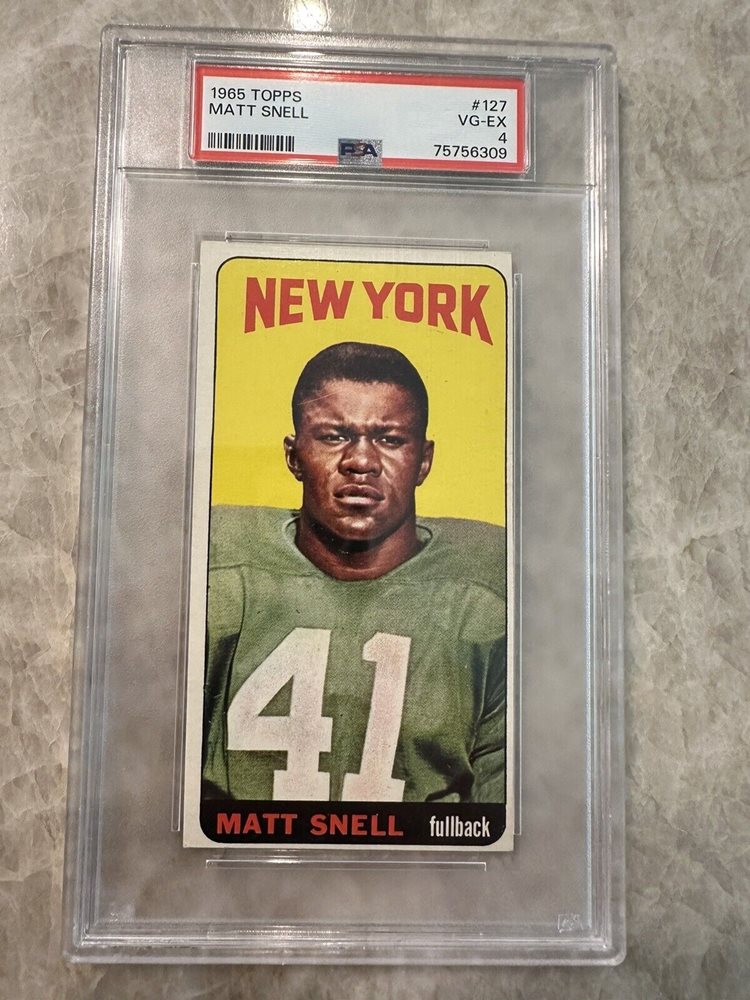 1965 TOPPS #127
MATT SNELL VG-EX
4
PSA 75756309
NEW YORK
41
MATT SNELL fullback